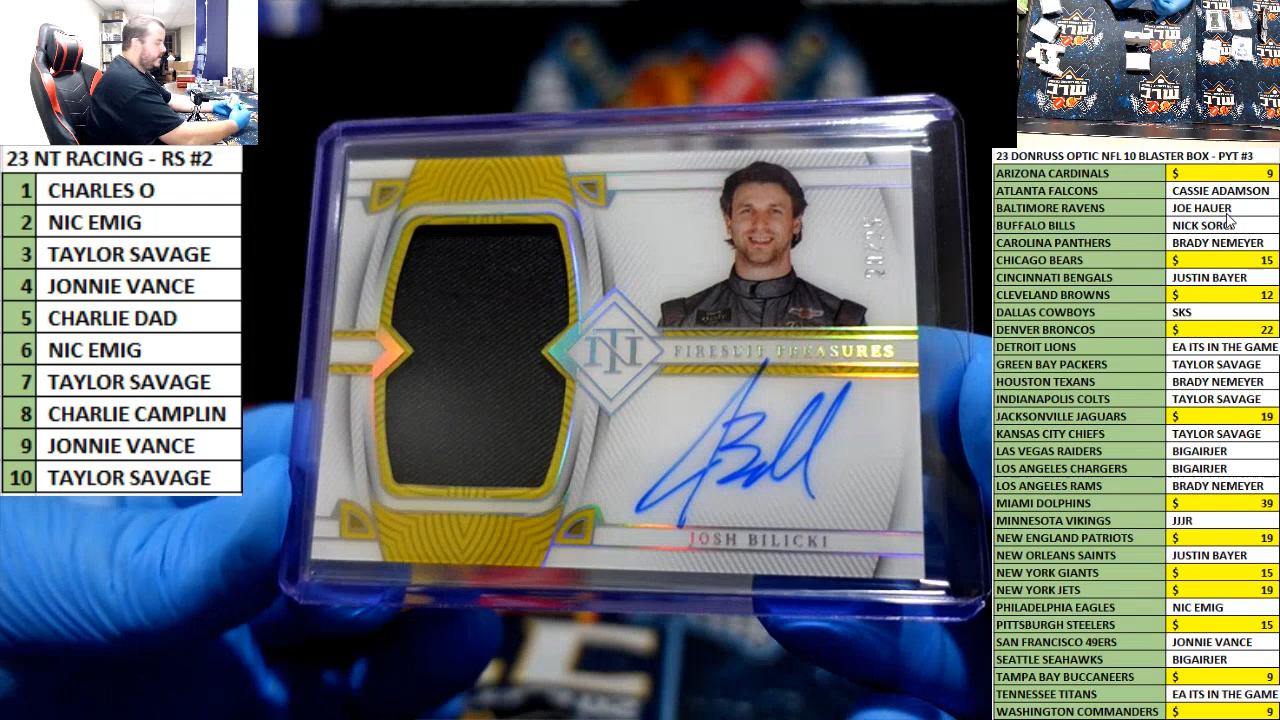 23 NT RACING - RS #2
1 CHARLES O
2 NIC EMIG
3 TAYLOR SAVAGE
4 JONNIE VANCE
5 CHARLIE DAD
6 NIC EMIG
7 TAYLOR SAVAGE
8 CHARLIE CAMPLIN
9 JONNIE VANCE
10 TAYLOR SAVAGE
NT
FIRESUIT TREASURES
JOSH BILICKI
23 DONRUSS OPTIC NFL 10 BLASTER BOX - PYT #3
ARIZONA CARDINALS $ 9
ATLANTA FALCONS CASSIE ADAMSON
BALTIMORE RAVENS JOE HAUER
BUFFALO BILLS NICK
CAROLINA PANTHERS BRADY NEMEYER
CHICAGO BEARS $ 15
CINCINNATI BENGALS JUSTIN BAYER
CLEVELAND BROWNS $ 12
DALLAS COWBOYS SKS
DENVER BRONCOS $ 22
DETROIT LIONS EA ITS IN THE GAME
GREEN BAY PACKERS TAYLOR SAVAGE
HOUSTON TEXANS BRADY NEMEYER
INDIANAPOLIS COLTS TAYLOR SAVAGE
JACKSONVILLE JAGUARS $ 19
KANSAS CITY CHIEFS TAYLOR SAVAGE
LAS VEGAS RAIDERS BIGAIRJER
LOS ANGELES CHARGERS BIGAIRJER
LOS ANGELES RAMS BRADY NEMEYER
MIAMI DOLPHINS $ 39
MINNESOTA VIKINGS JJJR
NEW ENGLAND PATRIOTS $ 19
NEW ORLEANS SAINTS JUSTIN BAYER
NEW YORK GIANTS $ 15
NEW YORK JETS $ 19
PHILADELPHIA EAGLES NIC EMIG
PITTSBURGH STEELERS $ 15
SAN FRANCISCO 49ERS JONNIE VANCE
SEATTLE SEAHAWKS BIGAIRJER
TAMPA BAY BUCCANEERS $ 9
TENNESSEE TITANS EA ITS IN THE GAME
WASHINGTON COMMANDERS $ 9